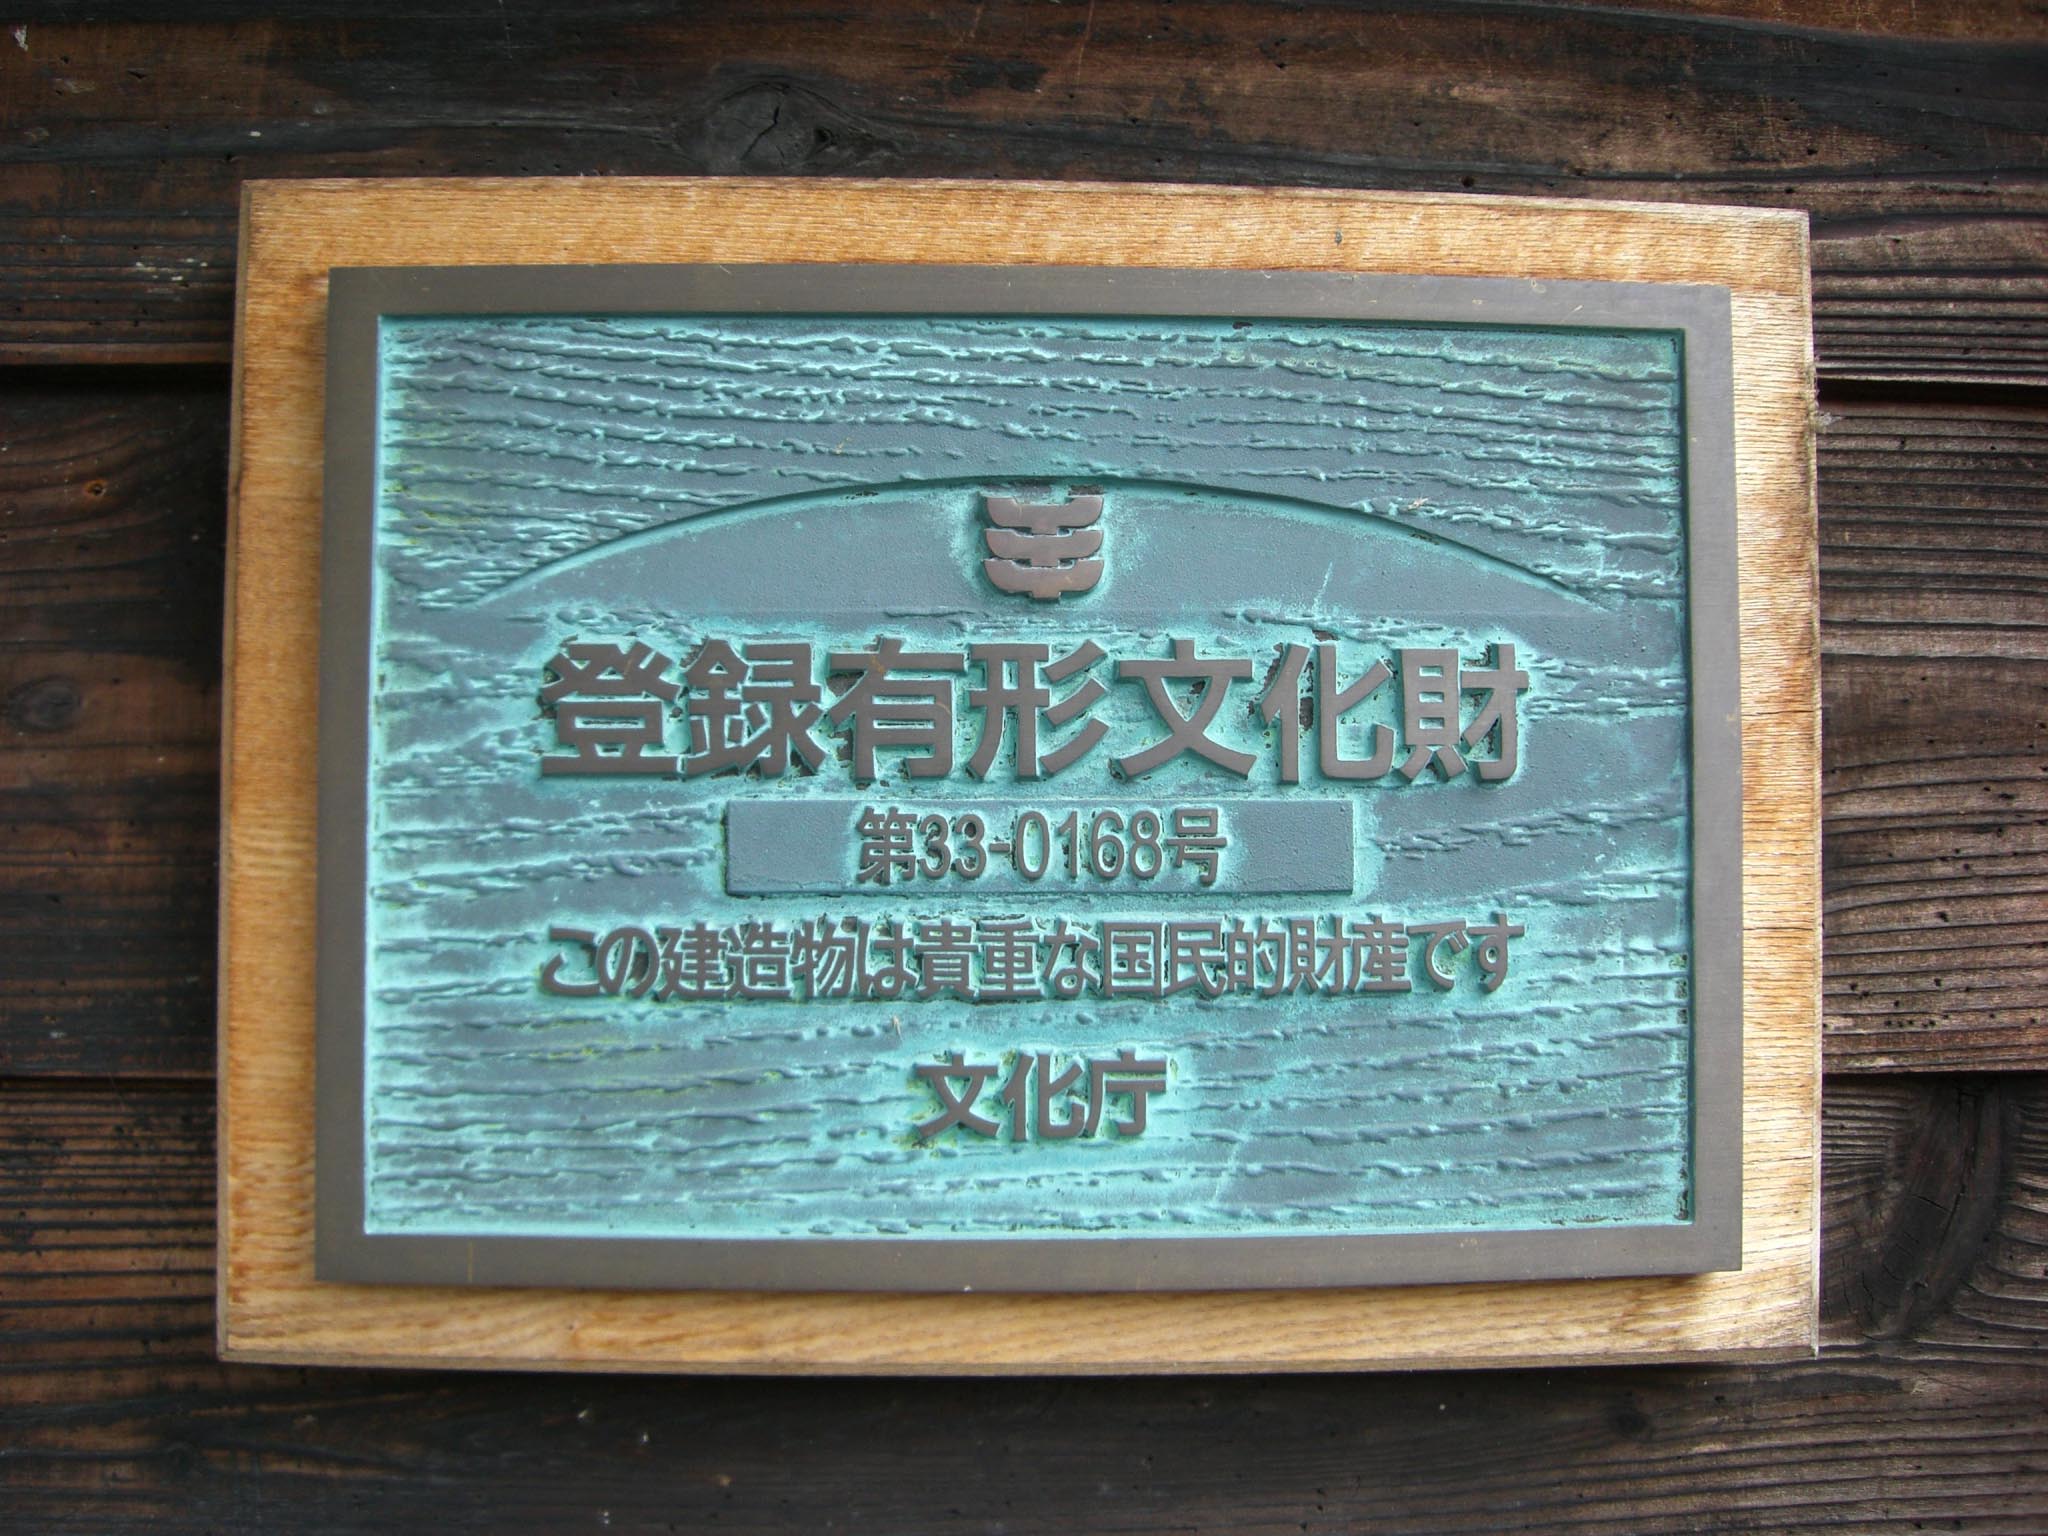 登録有形文化財
第33-0168号
この建造物は貴重な国民的財産です
文化庁